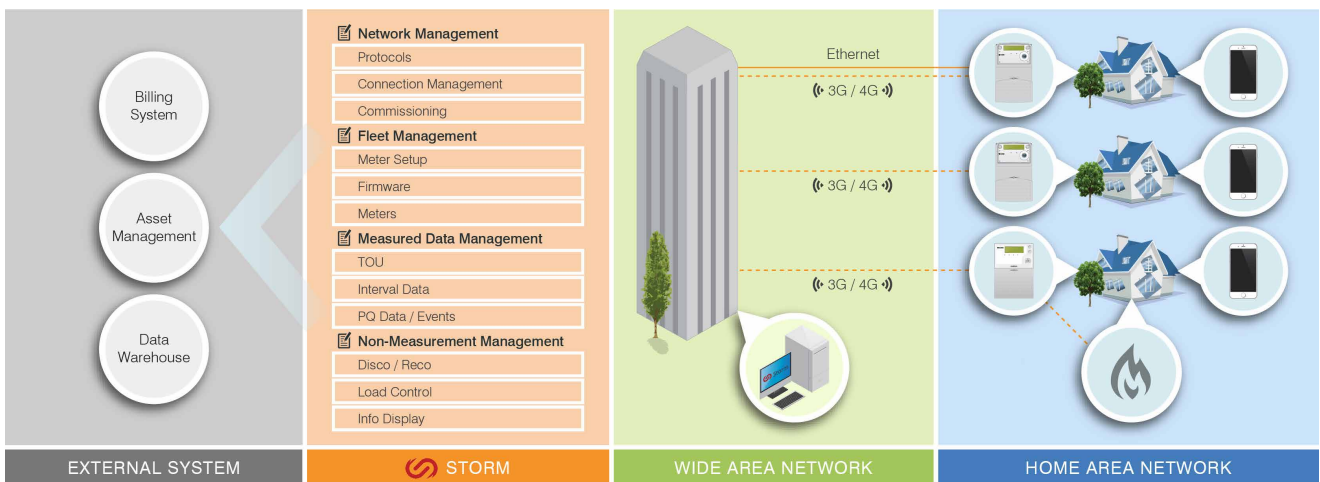 Billing
System
Asset
Management
Data
Warehouse
EXTERNAL SYSTEM
Network Management
Protocols
Connection Management
Commissioning
Fleet Management
Meter Setup
Firmware
Meters
Measured Data Management
TOU
Interval Data
PQ Data / Events
Non-Measurement Management
Disco / Reco
Load Control
Info Display
STORM
Ethernet
3G / 4G
3G / 4G
3G / 4G
WIDE AREA NETWORK
HOME AREA NETWORK